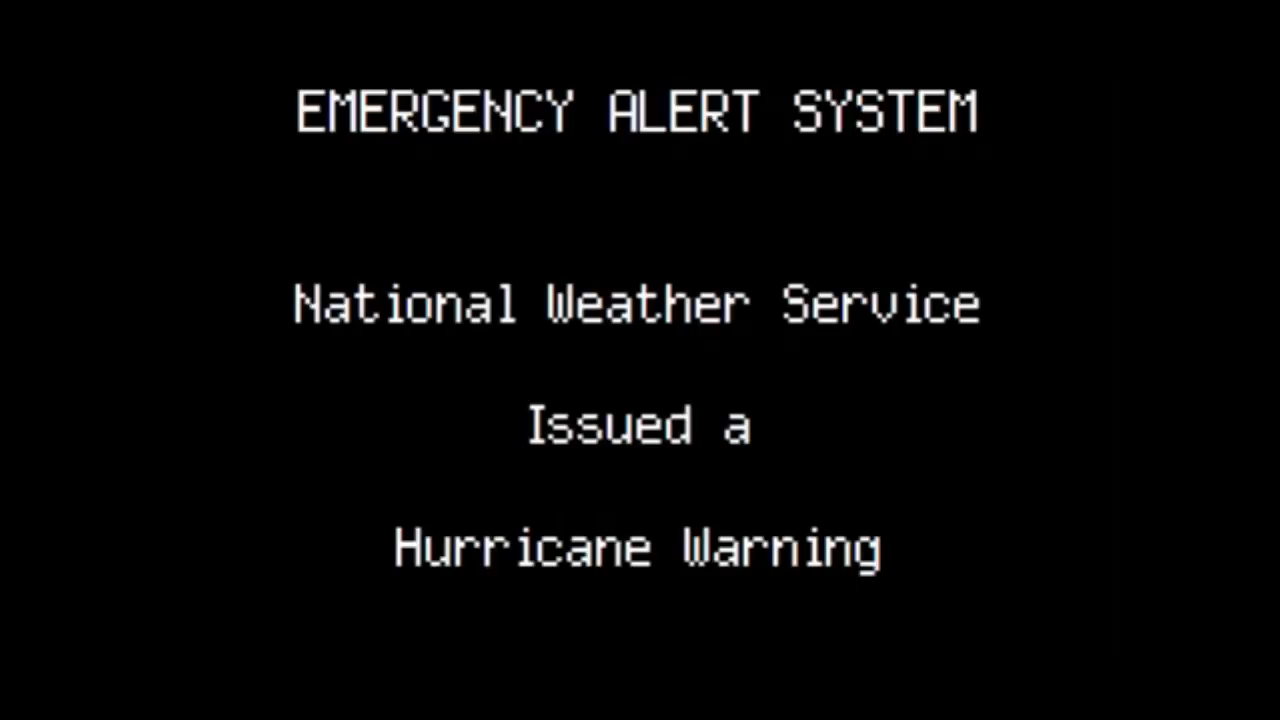 EMERGENCY ALERT SYSTEM
National Weather Service
Issued a
Hurricane Warning